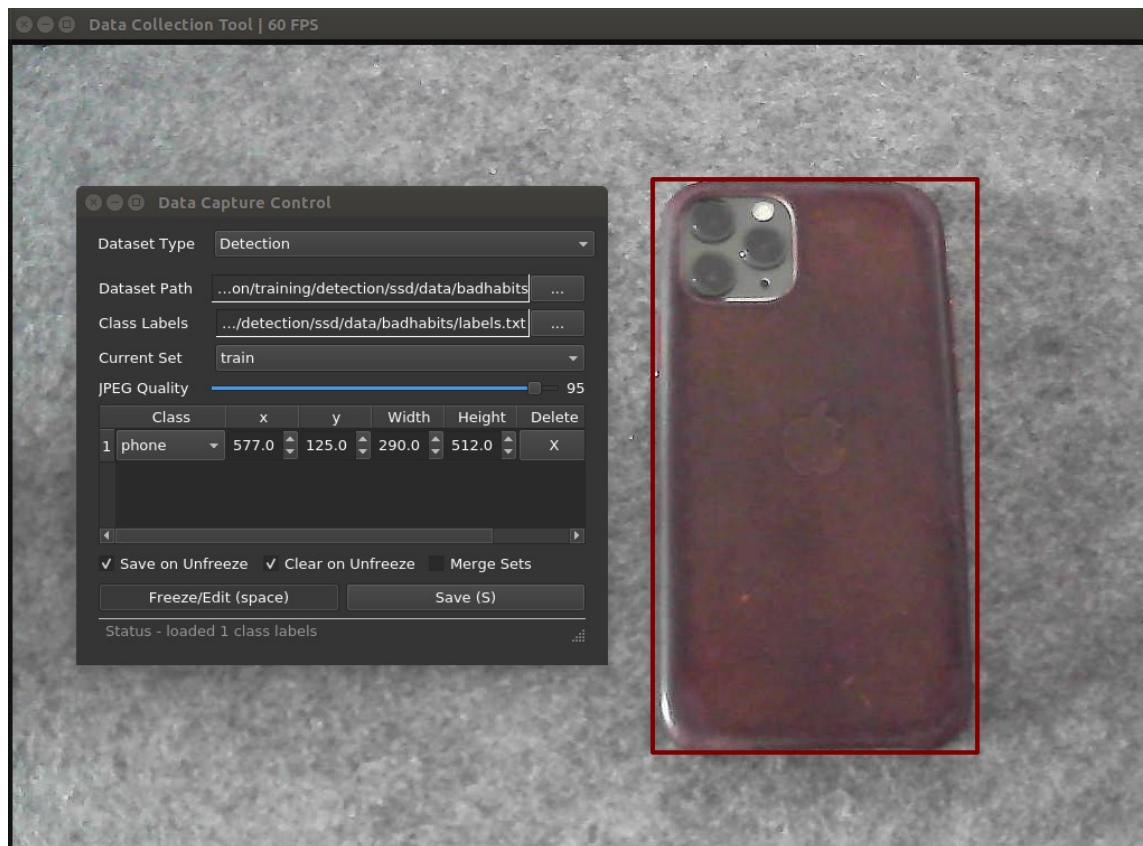 Data Collection Tool | 60 FPS
Data Capture Control
Dataset Type Detection
Dataset Path ...on/training/detection/ssd/data/badhabits ...
Class Labels .../detection/ssd/data/badhabits/labels.txt ...
Current Set train
JPEG Quality 95
Class x y Width Height Delete
1 phone 577.0 125.0 290.0 512.0 X
Save on Unfreeze Clear on Unfreeze Merge Sets
Freeze/Edit (space) Save (S)
Status - loaded 1 class labels